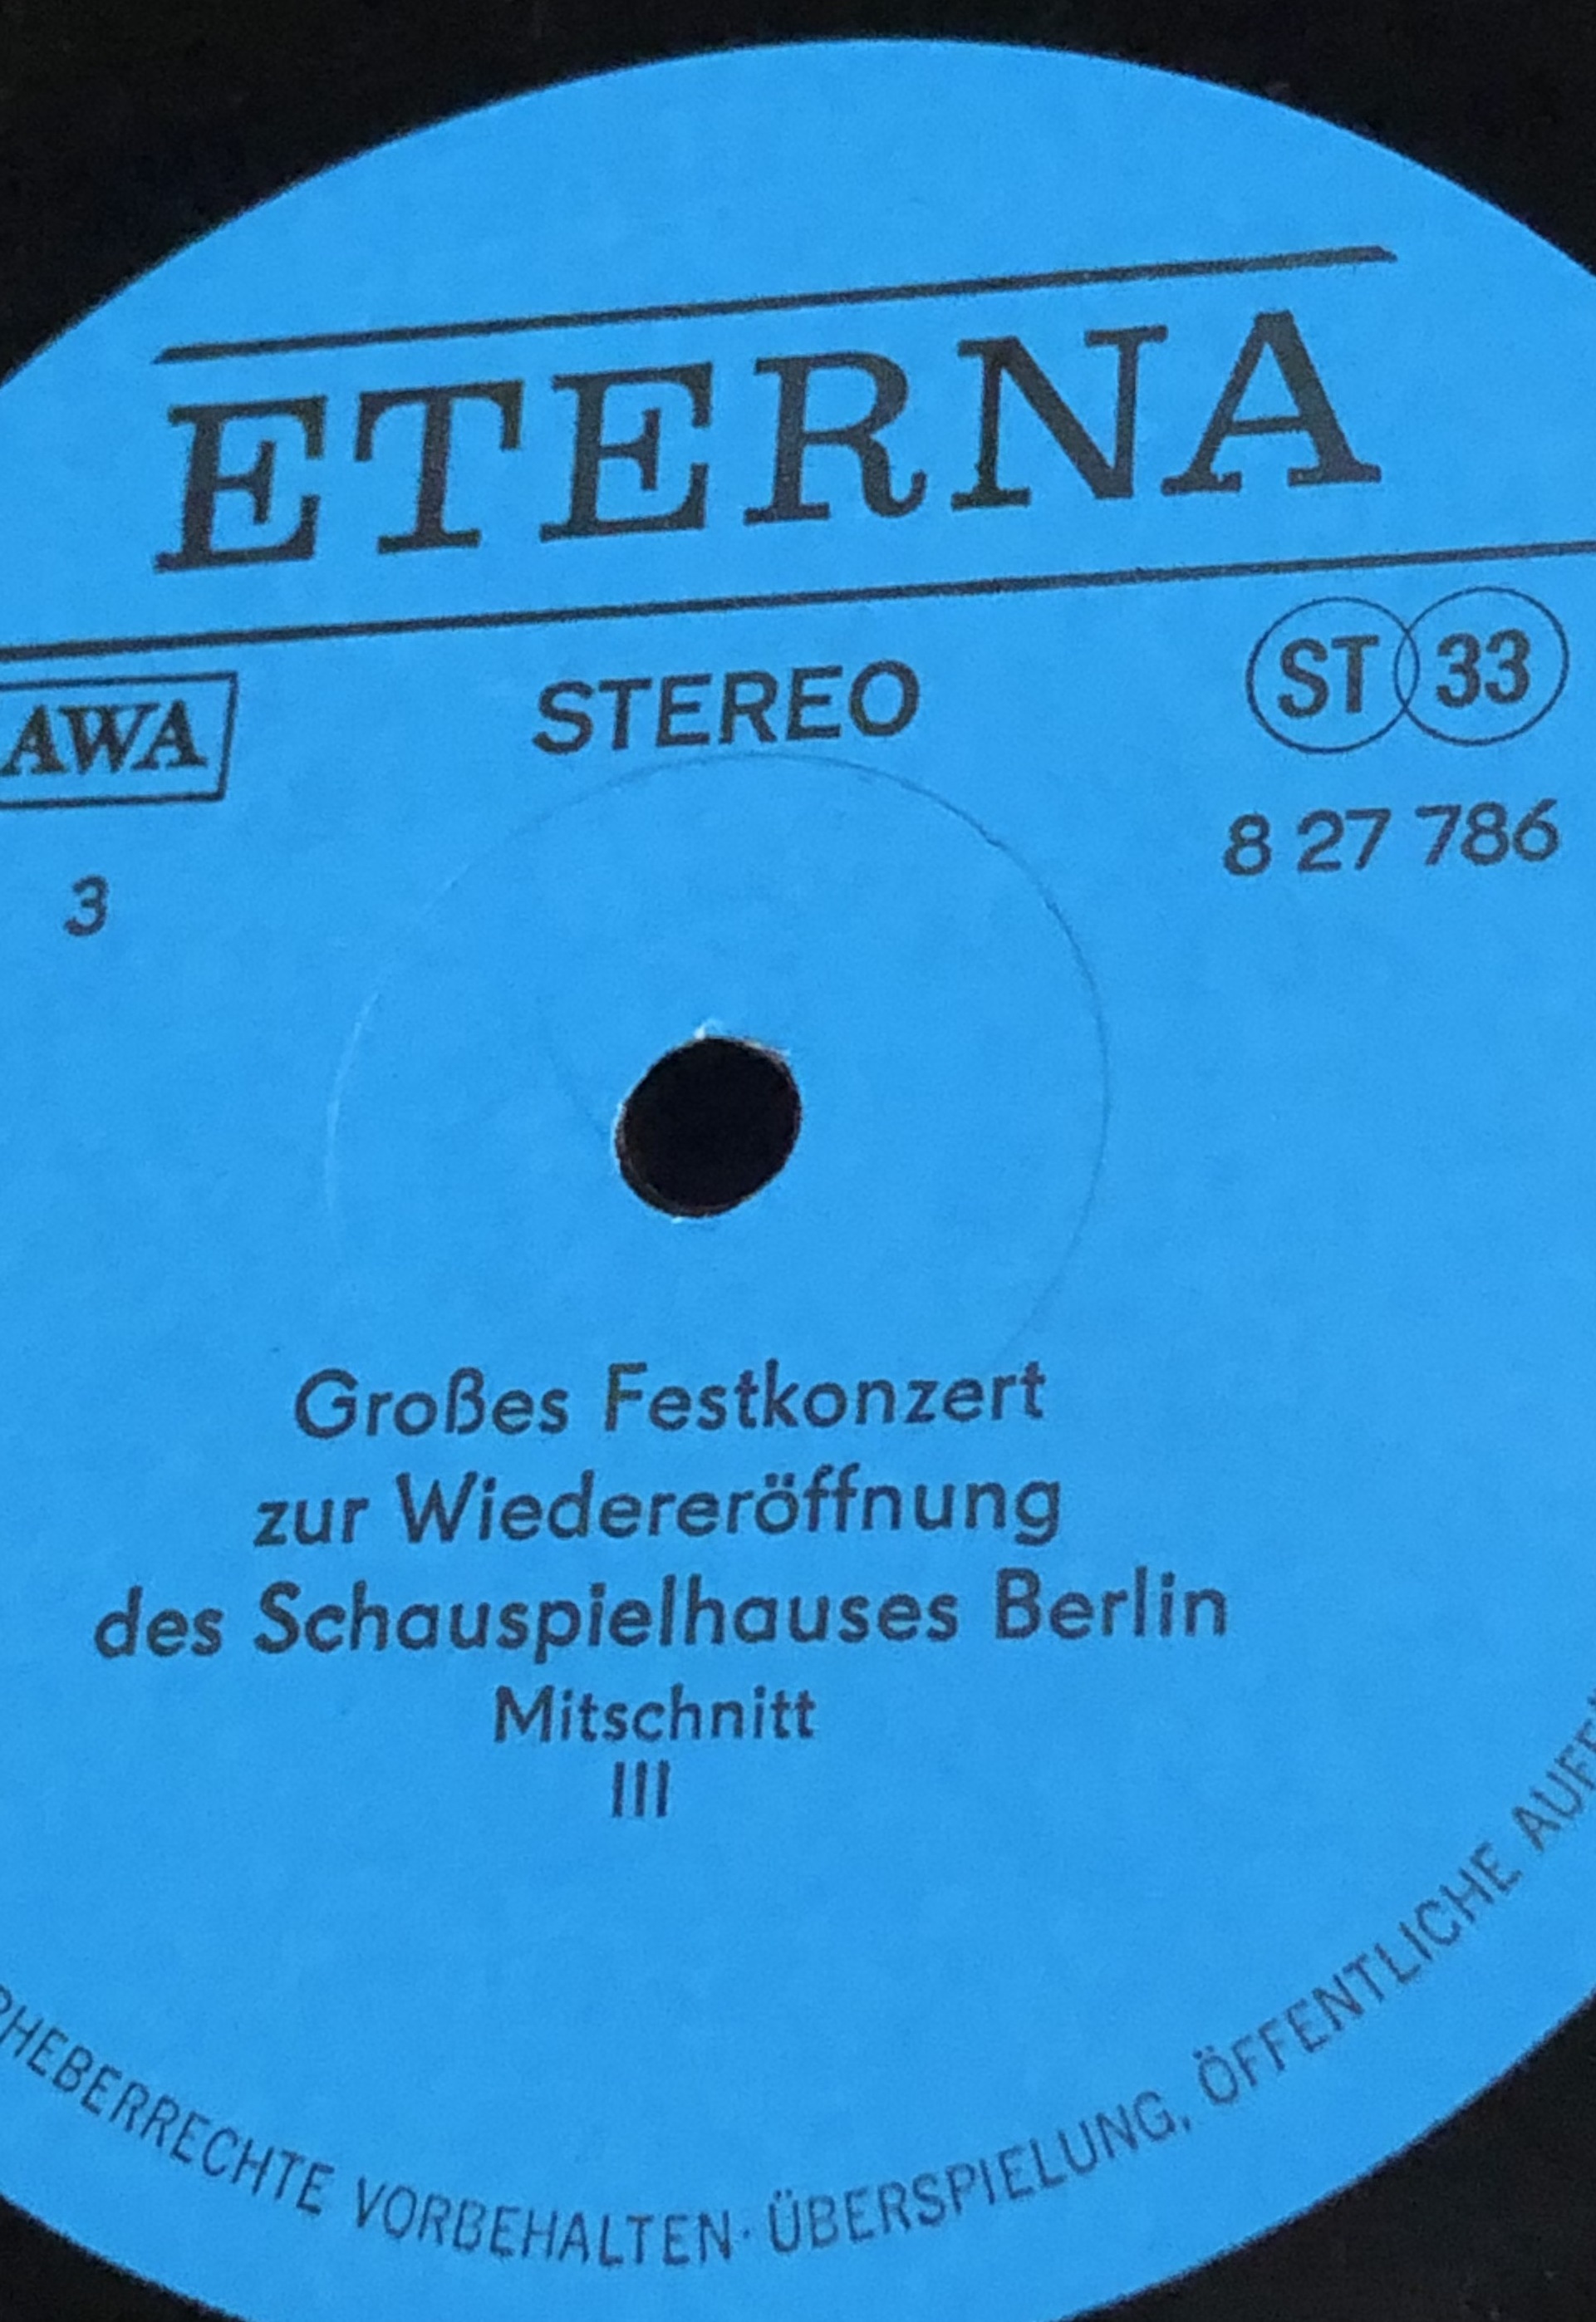 ETERNA
AWA
STEREO
ST 33
8 27 786
3
Großes Festkonzert
zur Wiedereröffnung
des Schauspielhauses Berlin
Mitschnitt
III
VORBEHALTEN · ÜBERSPIELUNG, ÖFFENTLICHE